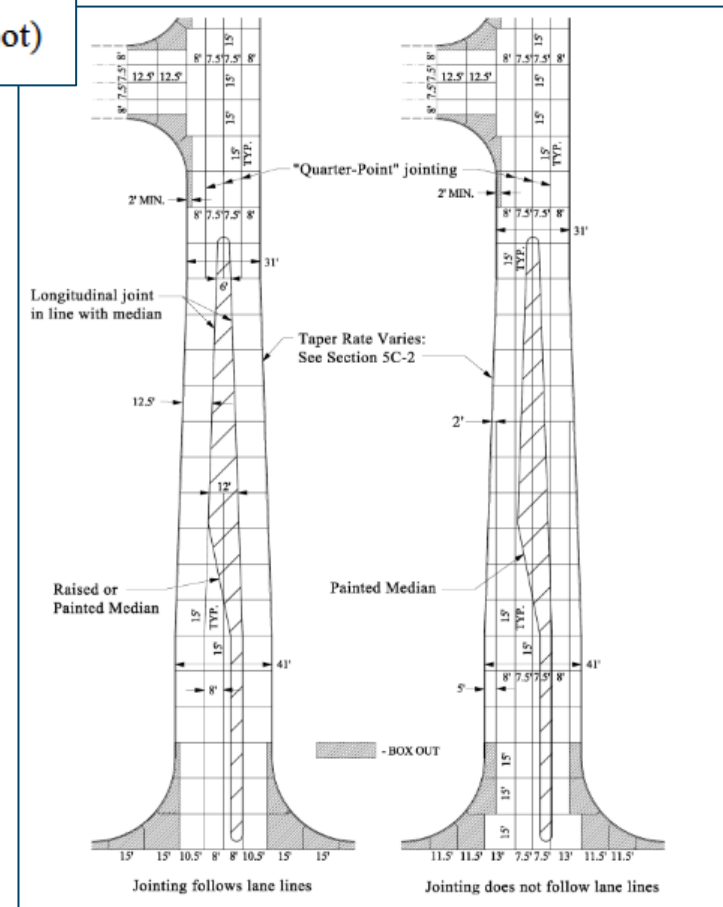 ot)
15'
8' 7.5' 7.5' 8'
8'
7.5'
7.5'
8'
12.5' 12.5'
15'
15'
15'
TYP.
2' MIN.
8' 7.5' 7.5' 8'
31'
6'
Longitudinal joint
in line with median
12.5'
12'
Raised or
Painted Median
15'
TYP.
15'
41'
8'
15' 15' 10.5' 8' 8' 10.5' 15' 15'
Jointing follows lane lines
"Quarter-Point" jointing
Taper Rate Varies:
See Section 5C-2
- BOX OUT
15'
8' 7.5' 7.5' 8'
8'
7.5'
7.5'
8'
12.5' 12.5'
15'
15'
15'
TYP.
2' MIN.
8' 7.5' 7.5' 8'
31'
15'
TYP.
2'
Painted Median
15'
TYP.
15'
41'
8' 7.5' 7.5' 8'
5'
15'
15'
15'
11.5' 11.5' 13' 7.5' 7.5' 13' 11.5' 11.5'
Jointing does not follow lane lines